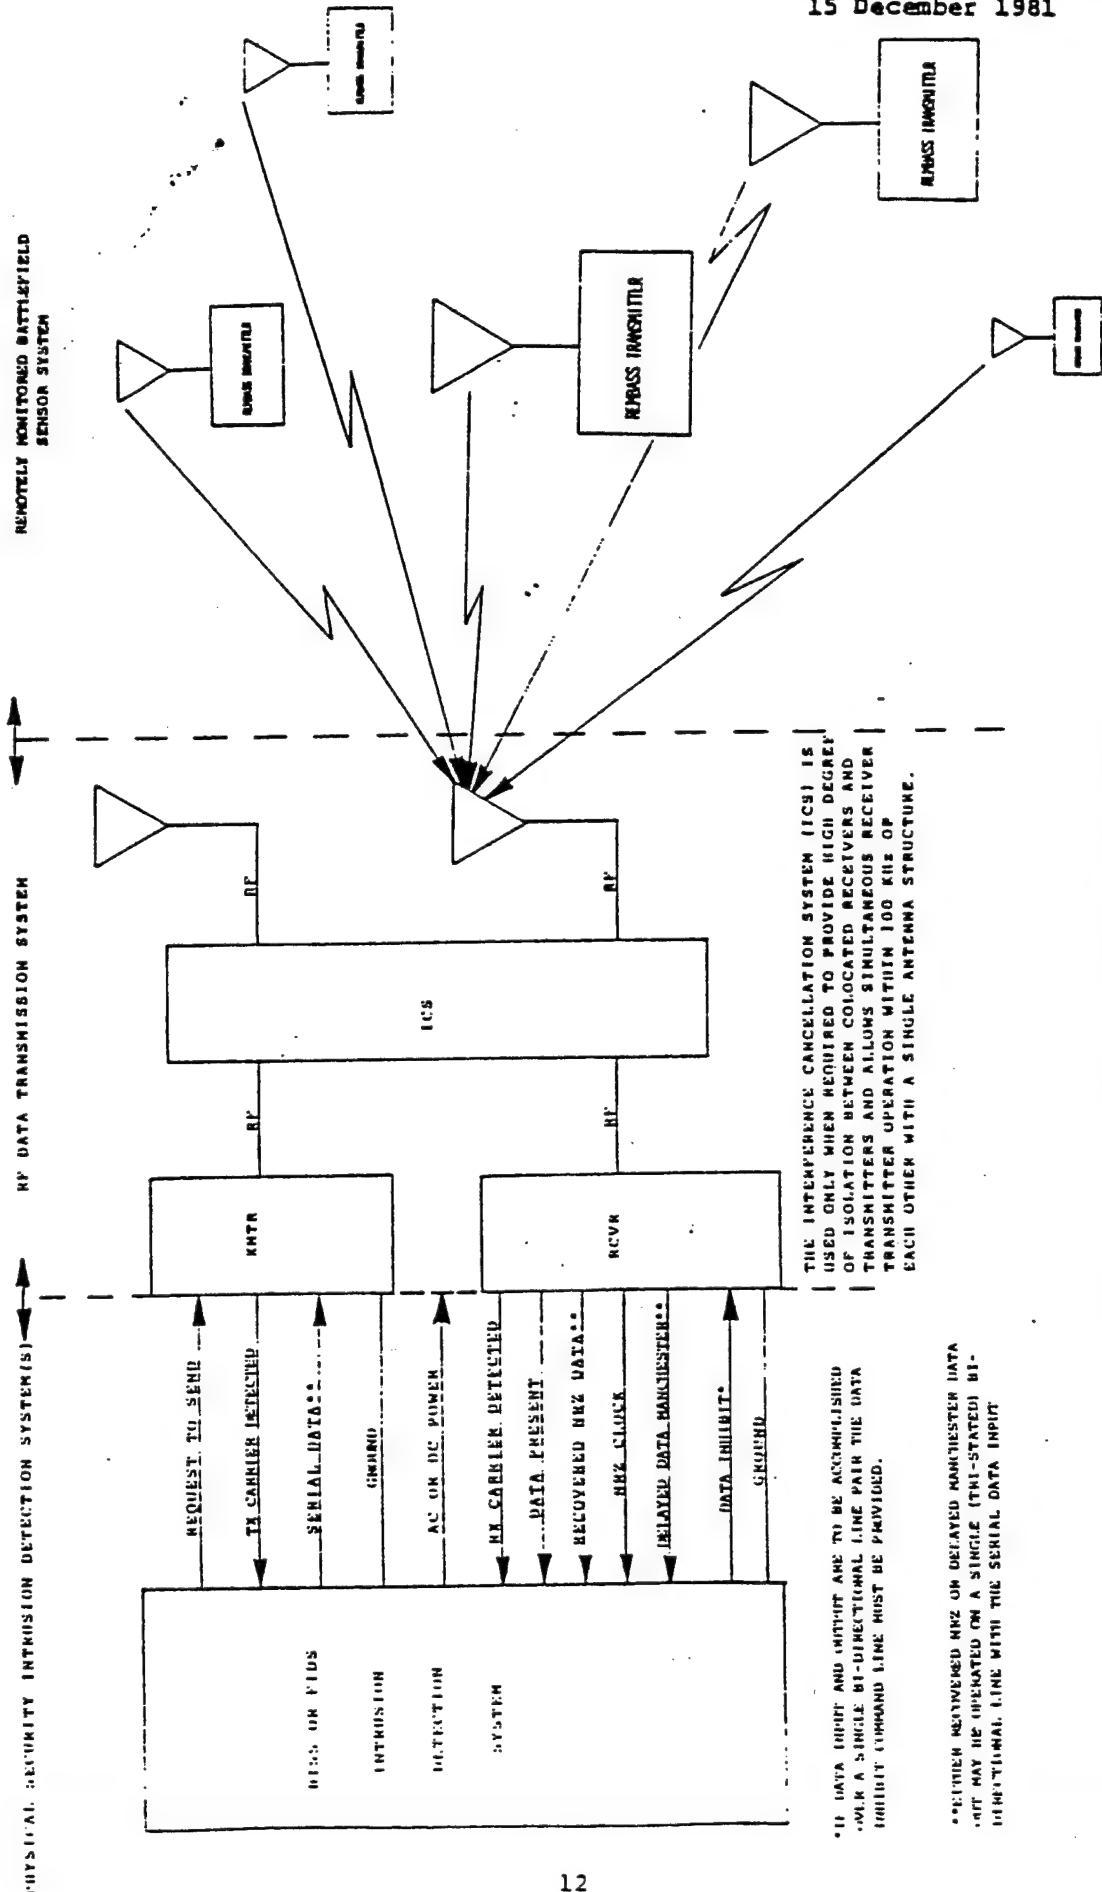 15 December 1981
PHYSICAL SECURITY INTRUSION DETECTION SYSTEM(S)
RF DATA TRANSMISSION SYSTEM
REMOTELY MONITORED BATTLEFIELD
SENSOR SYSTEM
INTRUSION
DETECTION
SYSTEM
REQUEST TO SEND
TX CARRIER DETECTED
SERIAL DATA**
GROUND
AC OR DC POWER
RX CARRIER DETECTED
DATA PRESENT
RECOVERED NRZ DATA**
NRZ CLOCK
DELAYED DATA MANCHESTER**
DATA INHIBIT*
GROUND
XMTR
RCVR
RF
RF
ICS
RF
RF
REMBASS TRANSMITTER
REMBASS TRANSMITTER
REMBASS TRANSMITTER
REMBASS TRANSMITTER
THE INTERFERENCE CANCELLATION SYSTEM (ICS) IS
USED ONLY WHEN REQUIRED TO PROVIDE HIGH DEGREE
OF ISOLATION BETWEEN COLOCATED RECEIVERS AND
TRANSMITTERS AND ALLOWS SIMULTANEOUS RECEIVER
TRANSMITTER OPERATION WITHIN 100 KHz OF
EACH OTHER WITH A SINGLE ANTENNA STRUCTURE.
*IF DATA INPUT AND OUTPUT ARE TO BE ACCOMPLISHED
OVER A SINGLE BI-DIRECTIONAL LINE PAIR THE DATA
INHIBIT COMMAND LINE MUST BE PROVIDED.
**EITHER RECOVERED NRZ OR DELAYED MANCHESTER DATA
OUT MAY BE OPERATED ON A SINGLE (TRI-STATED) BI-
DIRECTIONAL LINE WITH THE SERIAL DATA INPUT
12